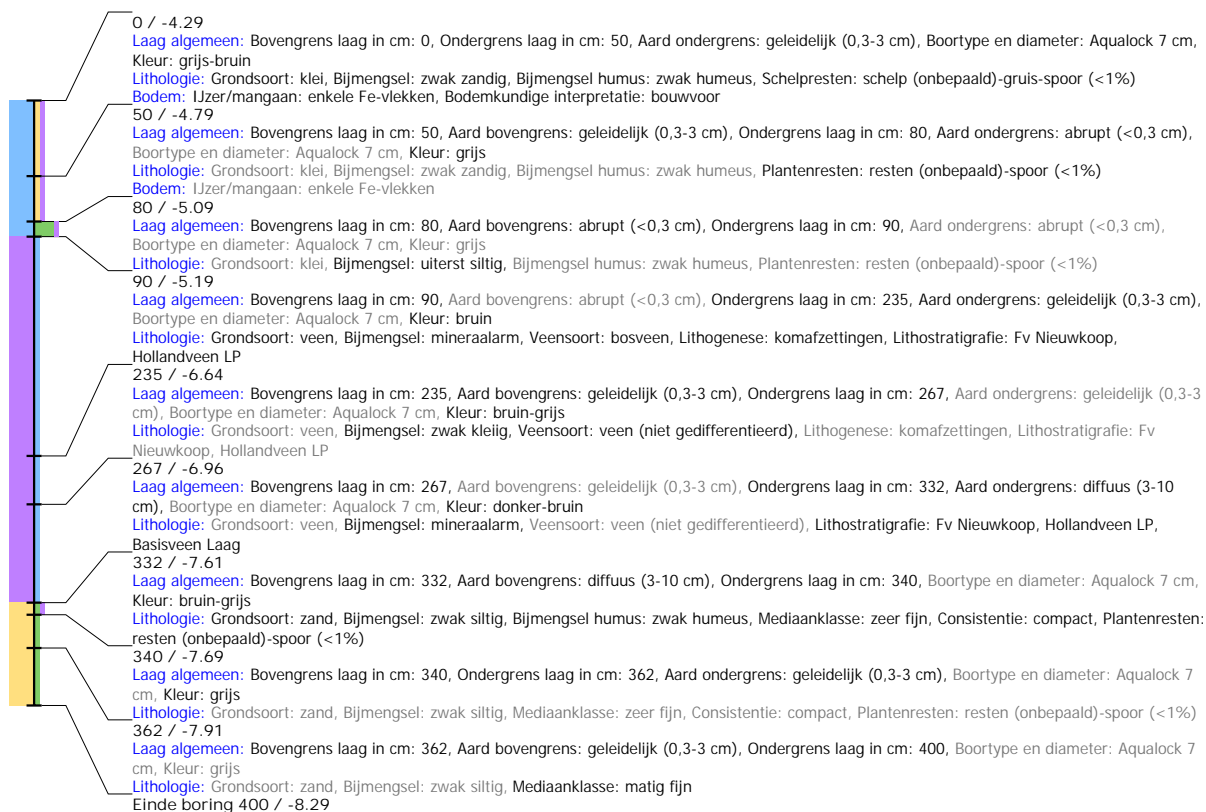 0 / -4.29
Laag algemeen: Bovengrens laag in cm: 0, Ondergrens laag in cm: 50, Aard ondergrens: geleidelijk (0,3-3 cm), Boortype en diameter: Aqualock 7 cm,
Kleur: grijs-bruin
Lithologie: Grondsoort: klei, Bijmengsel: zwak zandig, Bijmengsel humus: zwak humeus, Schelpresten: schelp (onbepaald)-gruis-spoor (<1%)
Bodem: IJzer/mangaan: enkele Fe-vlekken, Bodemkundige interpretatie: bouwvoor
50 / -4.79
Laag algemeen: Bovengrens laag in cm: 50, Aard bovengrens: geleidelijk (0,3-3 cm), Ondergrens laag in cm: 80, Aard ondergrens: abrupt (<0,3 cm),
Boortype en diameter: Aqualock 7 cm, Kleur: grijs
Lithologie: Grondsoort: klei, Bijmengsel: zwak zandig, Bijmengsel humus: zwak humeus, Plantenresten: resten (onbepaald)-spoor (<1%)
Bodem: IJzer/mangaan: enkele Fe-vlekken
80 / -5.09
Laag algemeen: Bovengrens laag in cm: 80, Aard bovengrens: abrupt (<0,3 cm), Ondergrens laag in cm: 90, Aard ondergrens: abrupt (<0,3 cm),
Boortype en diameter: Aqualock 7 cm, Kleur: grijs
Lithologie: Grondsoort: klei, Bijmengsel: uiterst siltig, Bijmengsel humus: zwak humeus, Plantenresten: resten (onbepaald)-spoor (<1%)
90 / -5.19
Laag algemeen: Bovengrens laag in cm: 90, Aard bovengrens: abrupt (<0,3 cm), Ondergrens laag in cm: 235, Aard ondergrens: geleidelijk (0,3-3 cm),
Boortype en diameter: Aqualock 7 cm, Kleur: bruin
Lithologie: Grondsoort: veen, Bijmengsel: mineraalarm, Veensoort: bosveen, Lithogenese: komafzettingen, Lithostratigrafie: Fv Nieuwkoop,
Hollandveen LP
235 / -6.64
Laag algemeen: Bovengrens laag in cm: 235, Aard bovengrens: geleidelijk (0,3-3 cm), Ondergrens laag in cm: 267, Aard ondergrens: geleidelijk (0,3-3
cm), Boortype en diameter: Aqualock 7 cm, Kleur: bruin-grijs
Lithologie: Grondsoort: veen, Bijmengsel: zwak kleiig, Veensoort: veen (niet gedifferentieerd), Lithogenese: komafzettingen, Lithostratigrafie: Fv
Nieuwkoop, Hollandveen LP
267 / -6.96
Laag algemeen: Bovengrens laag in cm: 267, Aard bovengrens: geleidelijk (0,3-3 cm), Ondergrens laag in cm: 332, Aard ondergrens: diffuus (3-10
cm), Boortype en diameter: Aqualock 7 cm, Kleur: donker-bruin
Lithologie: Grondsoort: veen, Bijmengsel: mineraalarm, Veensoort: veen (niet gedifferentieerd), Lithostratigrafie: Fv Nieuwkoop, Hollandveen LP,
Basisveen Laag
332 / -7.61
Laag algemeen: Bovengrens laag in cm: 332, Aard bovengrens: diffuus (3-10 cm), Ondergrens laag in cm: 340, Boortype en diameter: Aqualock 7 cm,
Kleur: bruin-grijs
Lithologie: Grondsoort: zand, Bijmengsel: zwak siltig, Bijmengsel humus: zwak humeus, Mediaanklasse: zeer fijn, Consistentie: compact, Plantenresten:
resten (onbepaald)-spoor (<1%)
340 / -7.69
Laag algemeen: Bovengrens laag in cm: 340, Ondergrens laag in cm: 362, Aard ondergrens: geleidelijk (0,3-3 cm), Boortype en diameter: Aqualock 7
cm, Kleur: grijs
Lithologie: Grondsoort: zand, Bijmengsel: zwak siltig, Mediaanklasse: zeer fijn, Consistentie: compact, Plantenresten: resten (onbepaald)-spoor (<1%)
362 / -7.91
Laag algemeen: Bovengrens laag in cm: 362, Aard bovengrens: geleidelijk (0,3-3 cm), Ondergrens laag in cm: 400, Boortype en diameter: Aqualock 7
cm, Kleur: grijs
Lithologie: Grondsoort: zand, Bijmengsel: zwak siltig, Mediaanklasse: matig fijn
Einde boring 400 / -8.29